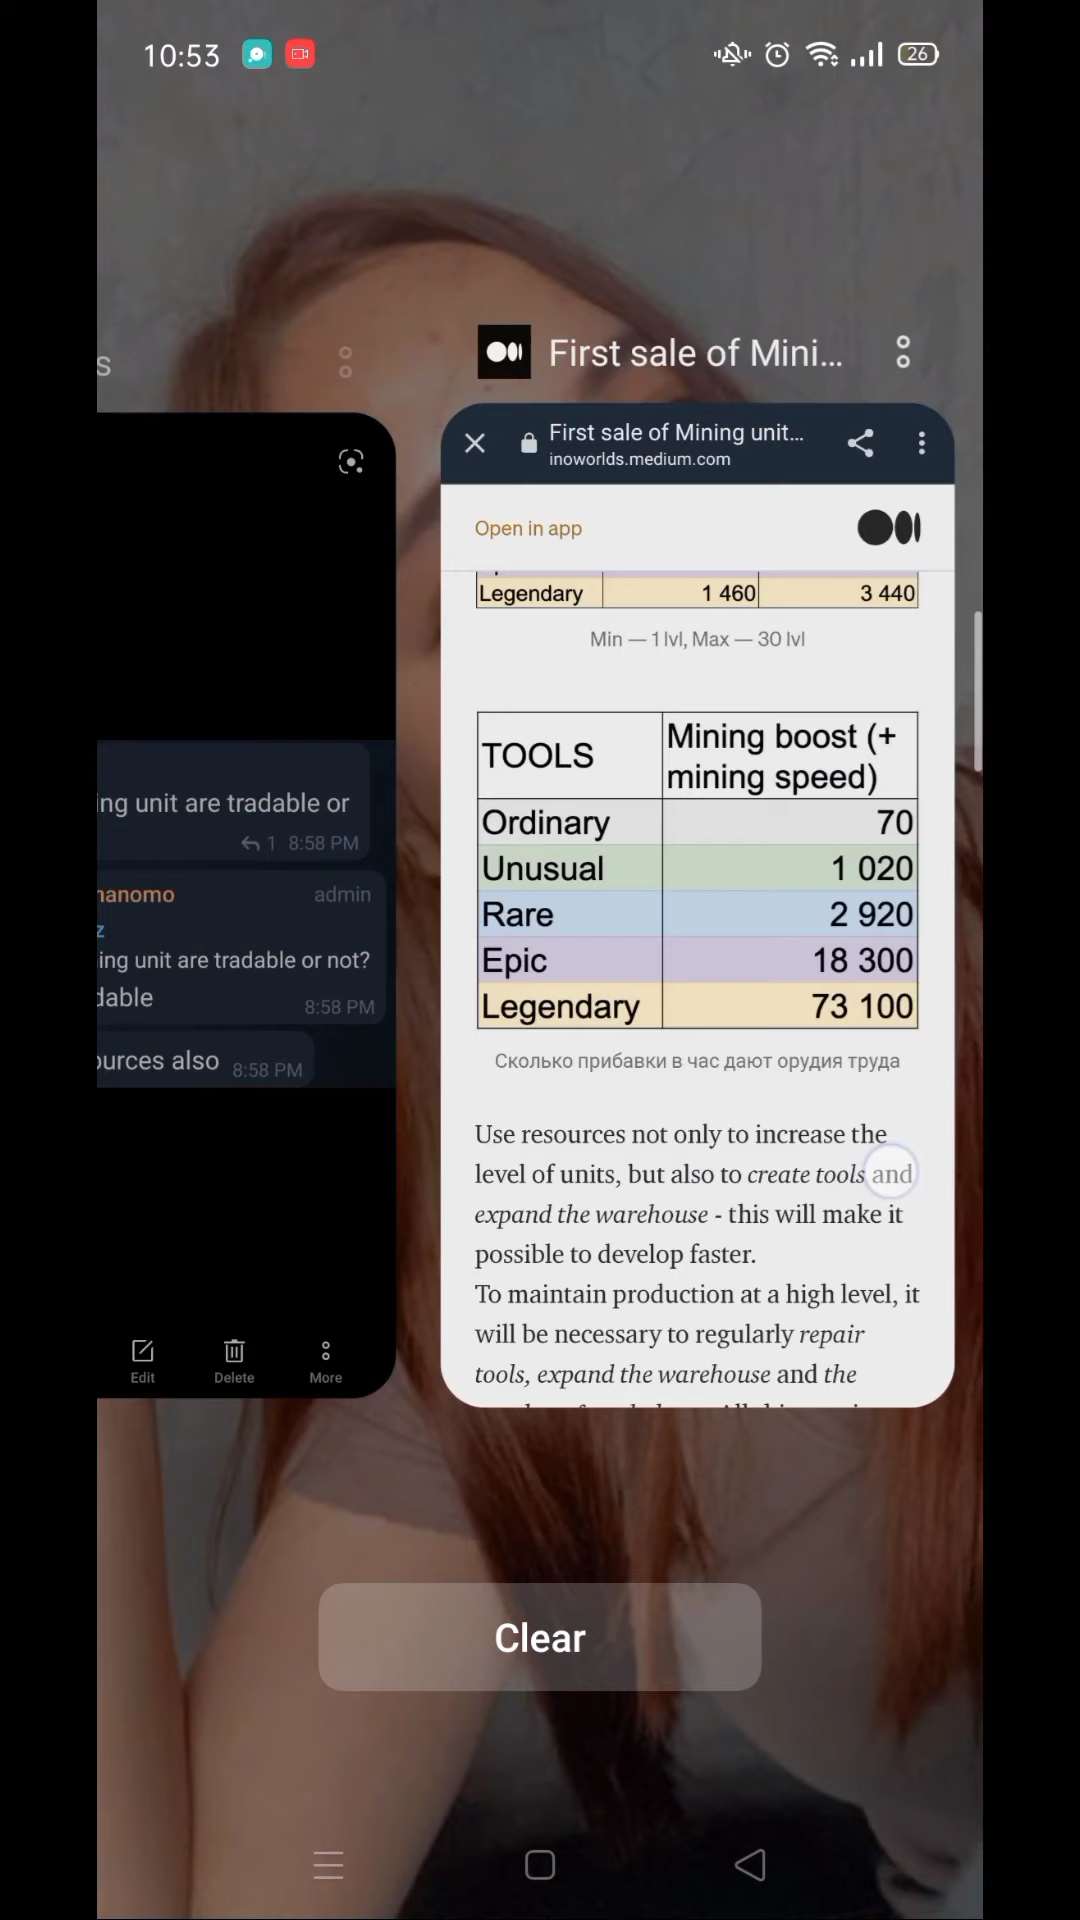 10:53
26
s
First sale of Mini...
First sale of Mining unit...
inoworlds.medium.com
Open in app
Legendary 1 460 3 440
Min — 1 lvl, Max — 30 lvl
TOOLS Mining boost (+
mining speed)
Ordinary 70
Unusual 1 020
Rare 2 920
Epic 18 300
Legendary 73 100
Сколько прибавки в час дают орудия труда
Use resources not only to increase the
level of units, but also to create tools and
expand the warehouse - this will make it
possible to develop faster.
To maintain production at a high level, it
will be necessary to regularly repair
tools, expand the warehouse and the
ing unit are tradable or
1 8:58 PM
nanomo admin
z
ing unit are tradable or not?
dable 8:58 PM
ources also 8:58 PM
Edit Delete More
Clear